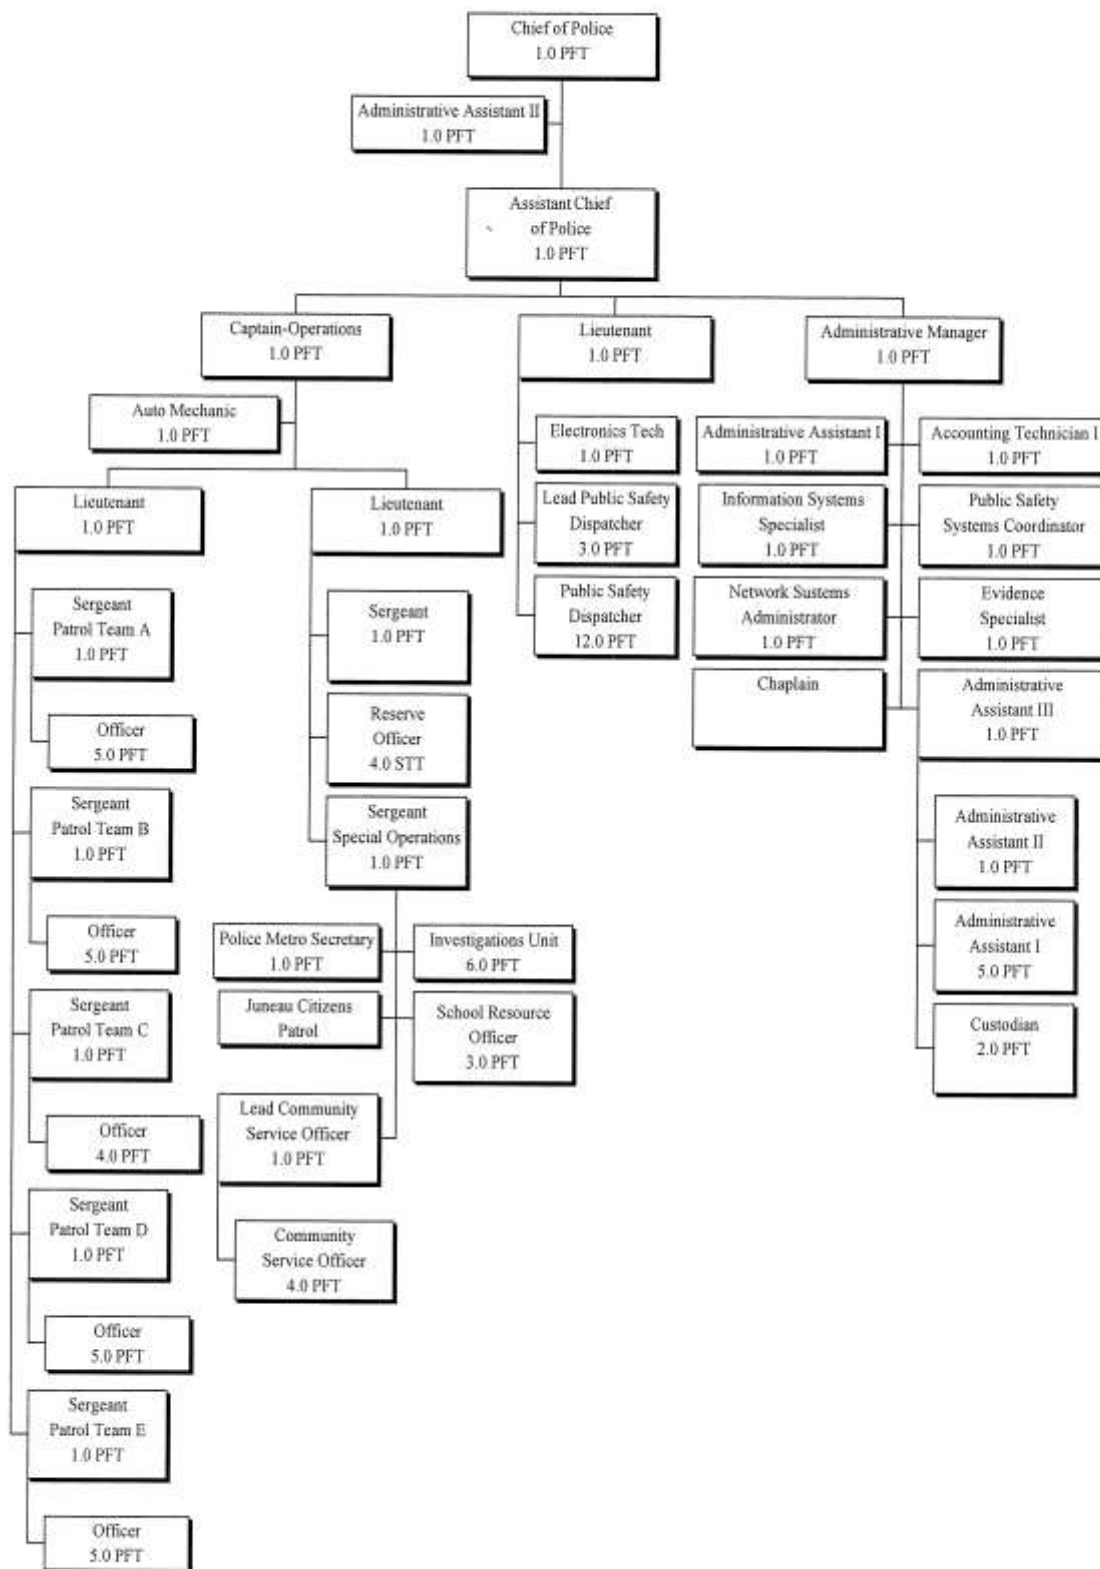 Chief of Police
1.0 PFT
Administrative Assistant II
1.0 PFT
Assistant Chief
of Police
1.0 PFT
Captain-Operations
1.0 PFT
Auto Mechanic
1.0 PFT
Lieutenant
1.0 PFT
Sergeant
Patrol Team A
1.0 PFT
Officer
5.0 PFT
Sergeant
Patrol Team B
1.0 PFT
Officer
5.0 PFT
Sergeant
Patrol Team C
1.0 PFT
Officer
4.0 PFT
Sergeant
Patrol Team D
1.0 PFT
Officer
5.0 PFT
Sergeant
Patrol Team E
1.0 PFT
Officer
5.0 PFT
Lieutenant
1.0 PFT
Sergeant
1.0 PFT
Reserve
Officer
4.0 STT
Sergeant
Special Operations
1.0 PFT
Police Metro Secretary
1.0 PFT
Investigations Unit
6.0 PFT
Juneau Citizens
Patrol
School Resource
Officer
3.0 PFT
Lead Community
Service Officer
1.0 PFT
Community
Service Officer
4.0 PFT
Lieutenant
1.0 PFT
Electronics Tech
1.0 PFT
Lead Public Safety
Dispatcher
3.0 PFT
Public Safety
Dispatcher
12.0 PFT
Administrative Manager
1.0 PFT
Administrative Assistant I
1.0 PFT
Accounting Technician I
1.0 PFT
Information Systems
Specialist
1.0 PFT
Public Safety
Systems Coordinator
1.0 PFT
Network Sustems
Administrator
1.0 PFT
Evidence
Specialist
1.0 PFT
Chaplain
Administrative
Assistant III
1.0 PFT
Administrative
Assistant II
1.0 PFT
Administrative
Assistant I
5.0 PFT
Custodian
2.0 PFT